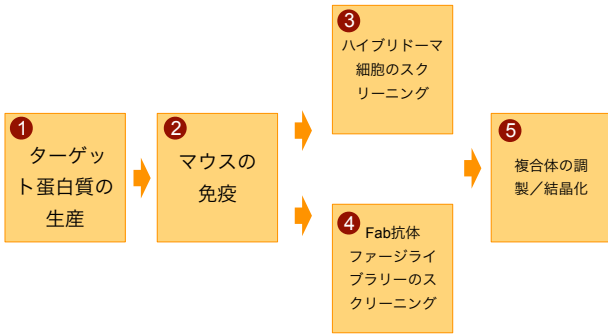 1
ターゲッ
ト蛋白質の
生産
2
マウスの
免疫
3
ハイブリドーマ
細胞のスク
リーニング
4
Fab抗体
ファージライ
ブラリーのス
クリーニング
5
複合体の調
製／結晶化